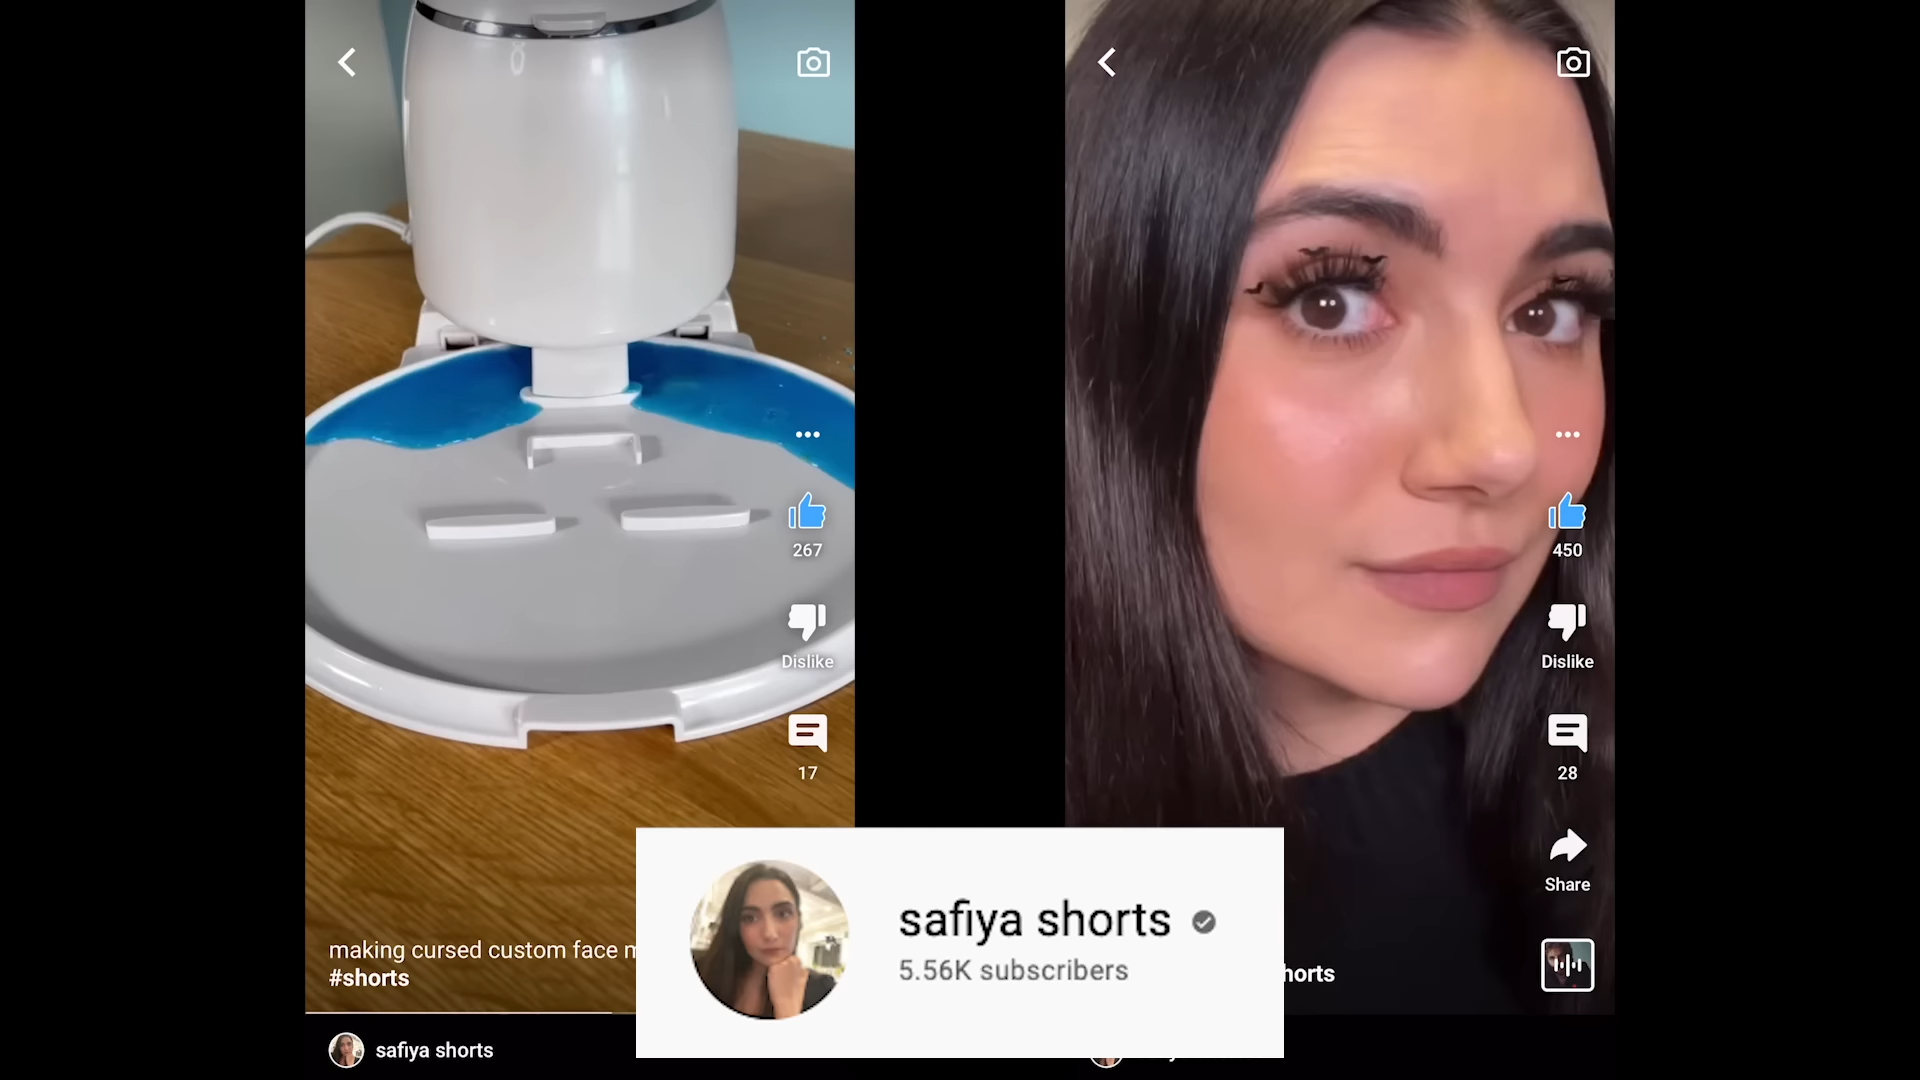 267
Dislike
17
making cursed custom face
#shorts
safiya shorts
450
Dislike
28
Share
horts
safiya shorts
5.56K subscribers